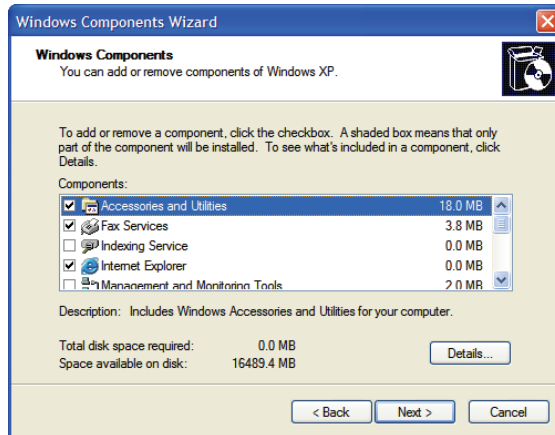 Windows Components Wizard
Windows Components
You can add or remove components of Windows XP.
To add or remove a component, click the checkbox. A shaded box means that only
part of the component will be installed. To see what's included in a component, click
Details.
Components:
Accessories and Utilities 18.0 MB
Fax Services 3.8 MB
Indexing Service 0.0 MB
Internet Explorer 0.0 MB
Management and Monitoring Tools 2.0 MB
Description: Includes Windows Accessories and Utilities for your computer.
Total disk space required: 0.0 MB
Space available on disk: 16489.4 MB
Details...
< Back Next > Cancel